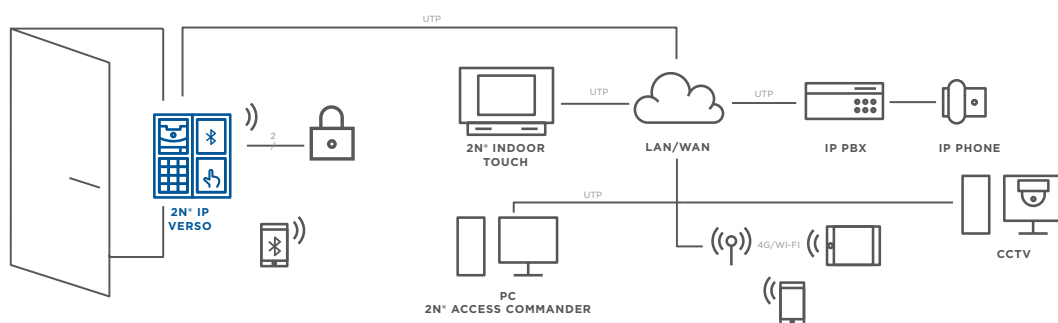 UTP
UTP
UTP
2N® INDOOR
TOUCH
LAN/WAN
IP PBX
IP PHONE
2
2N® IP
VERSO
UTP
4G/WI-FI
CCTV
PC
2N® ACCESS COMMANDER